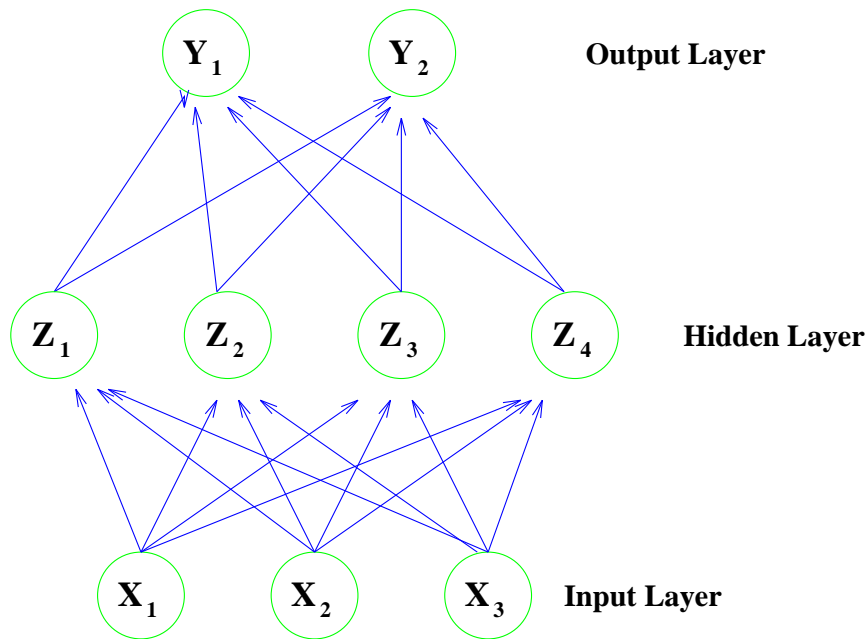 Y₁ Y₂ Output Layer
Z₁ Z₂ Z₃ Z₄ Hidden Layer
X₁ X₂ X₃ Input Layer